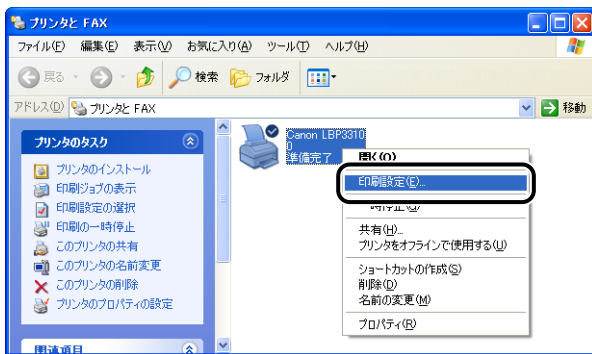 プリンタと FAX
ファイル(F) 編集(E) 表示(V) お気に入り(A) ツール(T) ヘルプ(H)
戻る 検索 フォルダ
アドレス(D) プリンタと FAX 移動
プリンタのタスク
プリンタのインストール
印刷ジョブの表示
印刷設定の選択
印刷の一時停止
このプリンタの共有
このプリンタの名前変更
このプリンタの削除
プリンタのプロパティの設定
関連項目
Canon LBP3310
0
準備完了
開く(O)
印刷設定(E)...
一時停止(G)
共有(H)...
プリンタをオフラインで使用する(U)
ショートカットの作成(S)
削除(D)
名前の変更(M)
プロパティ(R)